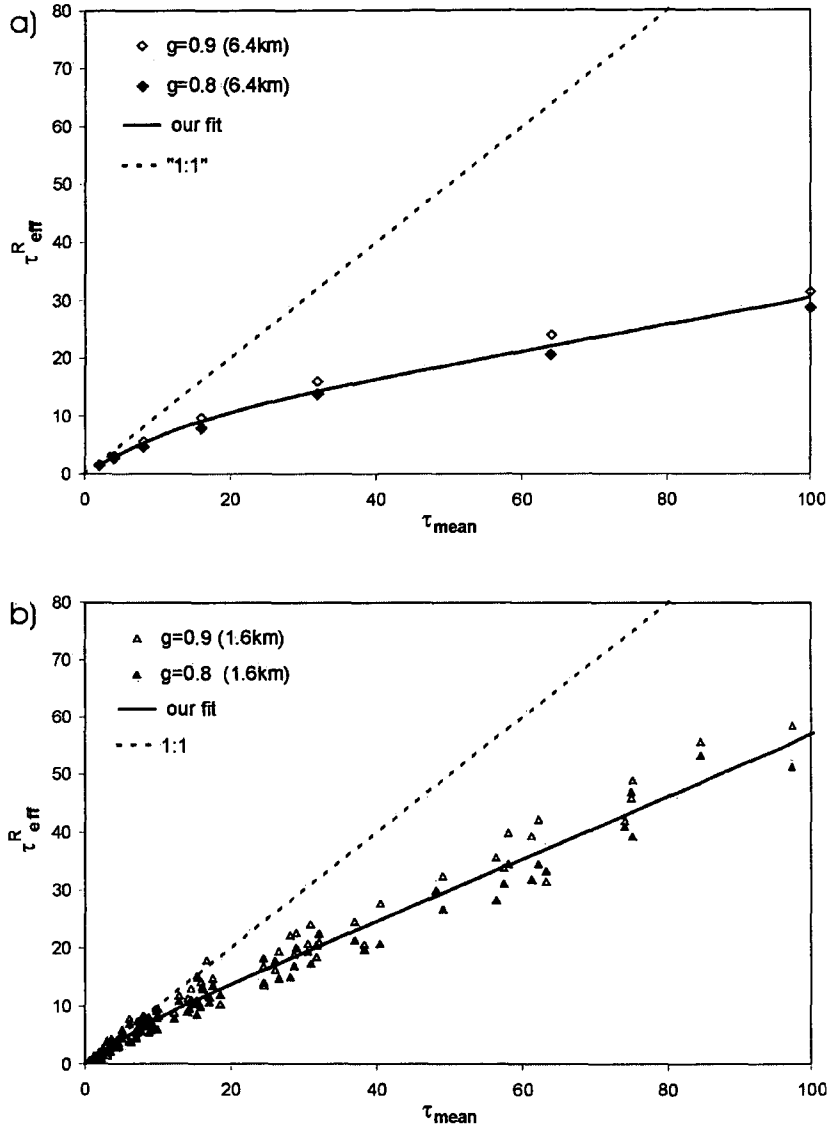 a)
80
70
60
50
40
30
20
10
0
τ^R_eff
g=0.9 (6.4km)
g=0.8 (6.4km)
our fit
"1:1"
0 20 40 60 80 100
τ_mean
b)
80
70
60
50
40
30
20
10
0
τ^R_eff
g=0.9 (1.6km)
g=0.8 (1.6km)
our fit
1:1
0 20 40 60 80 100
τ_mean